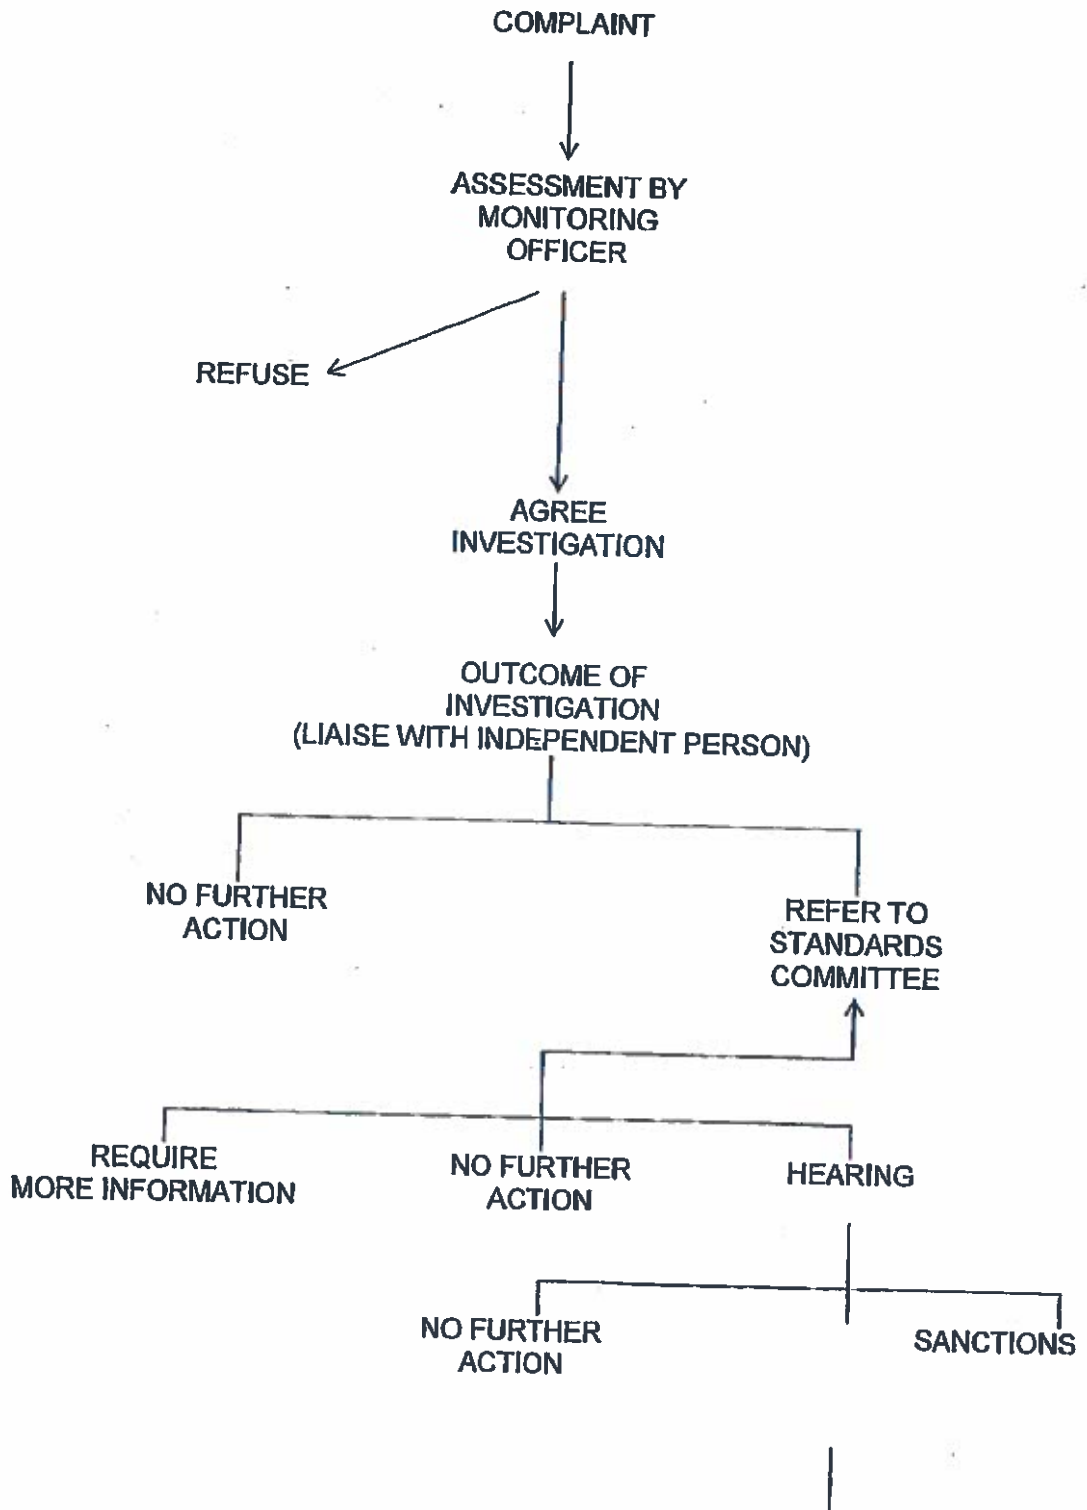 COMPLAINT
ASSESSMENT BY
MONITORING
OFFICER
REFUSE
AGREE
INVESTIGATION
OUTCOME OF
INVESTIGATION
(LIAISE WITH INDEPENDENT PERSON)
NO FURTHER
ACTION
REFER TO
STANDARDS
COMMITTEE
REQUIRE
MORE INFORMATION
NO FURTHER
ACTION
HEARING
NO FURTHER
ACTION
SANCTIONS